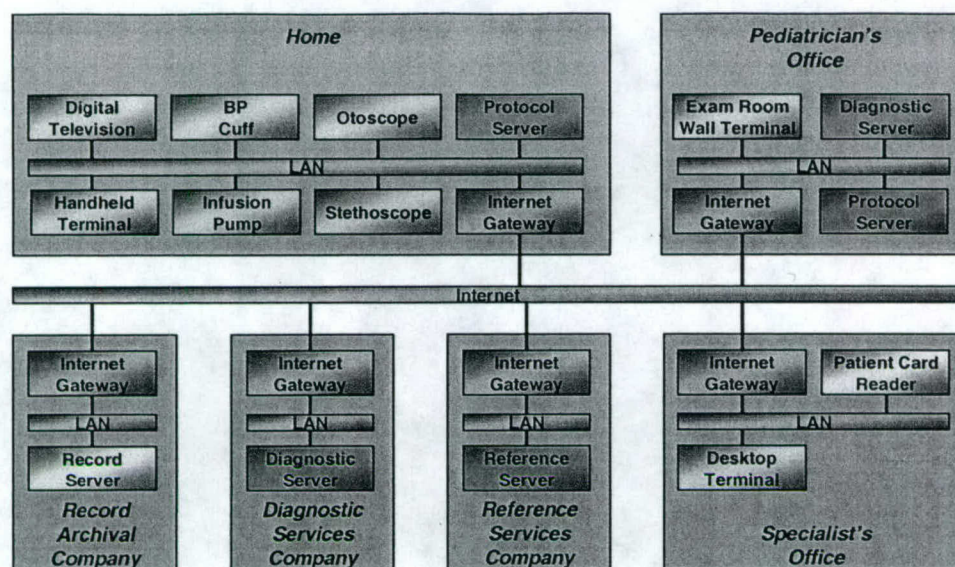 Home
Digital
Television
BP
Cuff
Otoscope
Protocol
Server
LAN
Handheld
Terminal
Infusion
Pump
Stethoscope
Internet
Gateway
Pediatrician's
Office
Exam Room
Wall Terminal
Diagnostic
Server
LAN
Internet
Gateway
Protocol
Server
Internet
Internet
Gateway
LAN
Record
Server
Record
Archival
Company
Internet
Gateway
LAN
Diagnostic
Server
Diagnostic
Services
Company
Internet
Gateway
LAN
Reference
Server
Reference
Services
Company
Internet
Gateway
Patient Card
Reader
LAN
Desktop
Terminal
Specialist's
Office